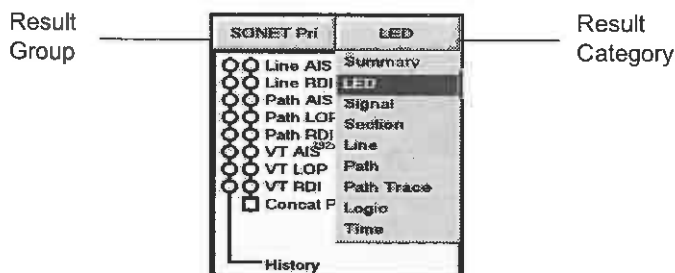 Result Group
SONET Pri
LED
Result Category
Line AIS
Line RDI
Path AIS
Path LOP
Path RDI
VT AIS
VT LOP
VT RDI
Concat P
History
Summary
LED
Signal
Section
Line
Path
Path Trace
Logic
Time